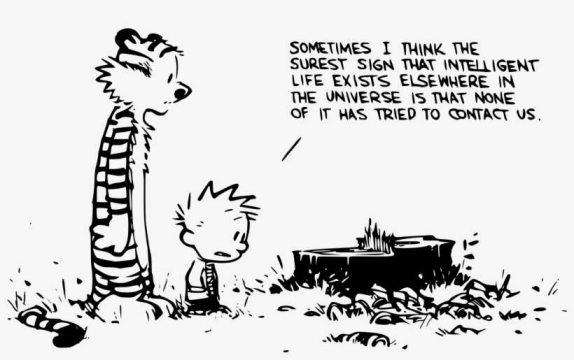 SOMETIMES I THINK THE
SUREST SIGN THAT INTELLIGENT
LIFE EXISTS ELSEWHERE IN
THE UNIVERSE IS THAT NONE
OF IT HAS TRIED TO CONTACT US.